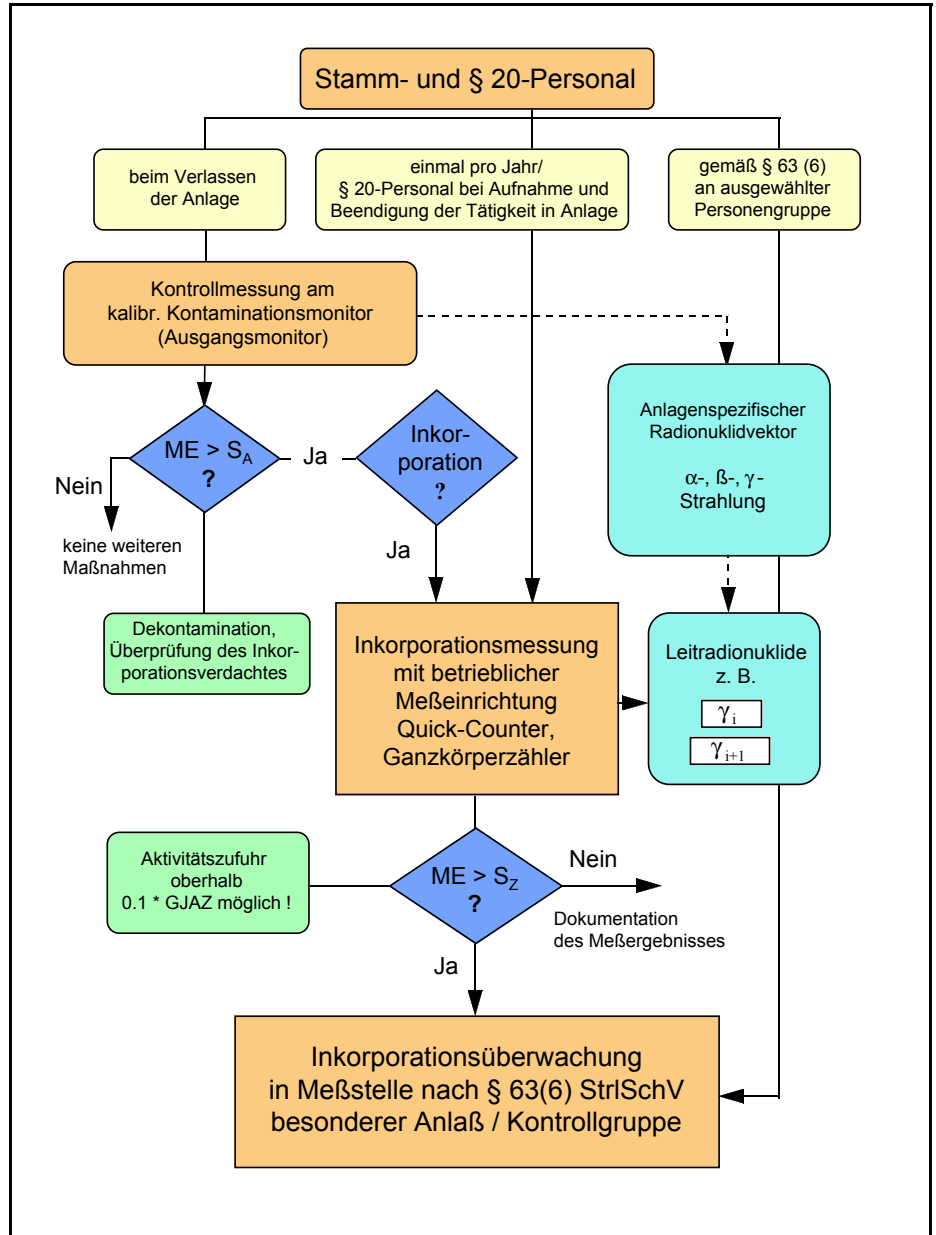 Stamm- und § 20-Personal
beim Verlassen
der Anlage
einmal pro Jahr/
§ 20-Personal bei Aufnahme und
Beendigung der Tätigkeit in Anlage
gemäß § 63 (6)
an ausgewählter
Personengruppe
Kontrollmessung am
kalibr. Kontaminationsmonitor
(Ausgangsmonitor)
Anlagenspezifischer
Radionuklidvektor
α-, ß-, γ -
Strahlung
ME > S_A
?
Ja
Inkor-
poration
?
Nein
keine weiteren
Maßnahmen
Ja
Dekontamination,
Überprüfung des Inkor-
porationsverdachtes
Inkorporationsmessung
mit betrieblicher
Meßeinrichtung
Quick-Counter,
Ganzkörperzähler
Leitradionuklide
z. B.
γ_i
γ_i+1
Aktivitätszufuhr
oberhalb
0.1 * GJAZ möglich !
ME > S_Z
?
Nein
Dokumentation
des Meßergebnisses
Ja
Inkorporationsüberwachung
in Meßstelle nach § 63(6) StrlSchV
besonderer Anlaß / Kontrollgruppe